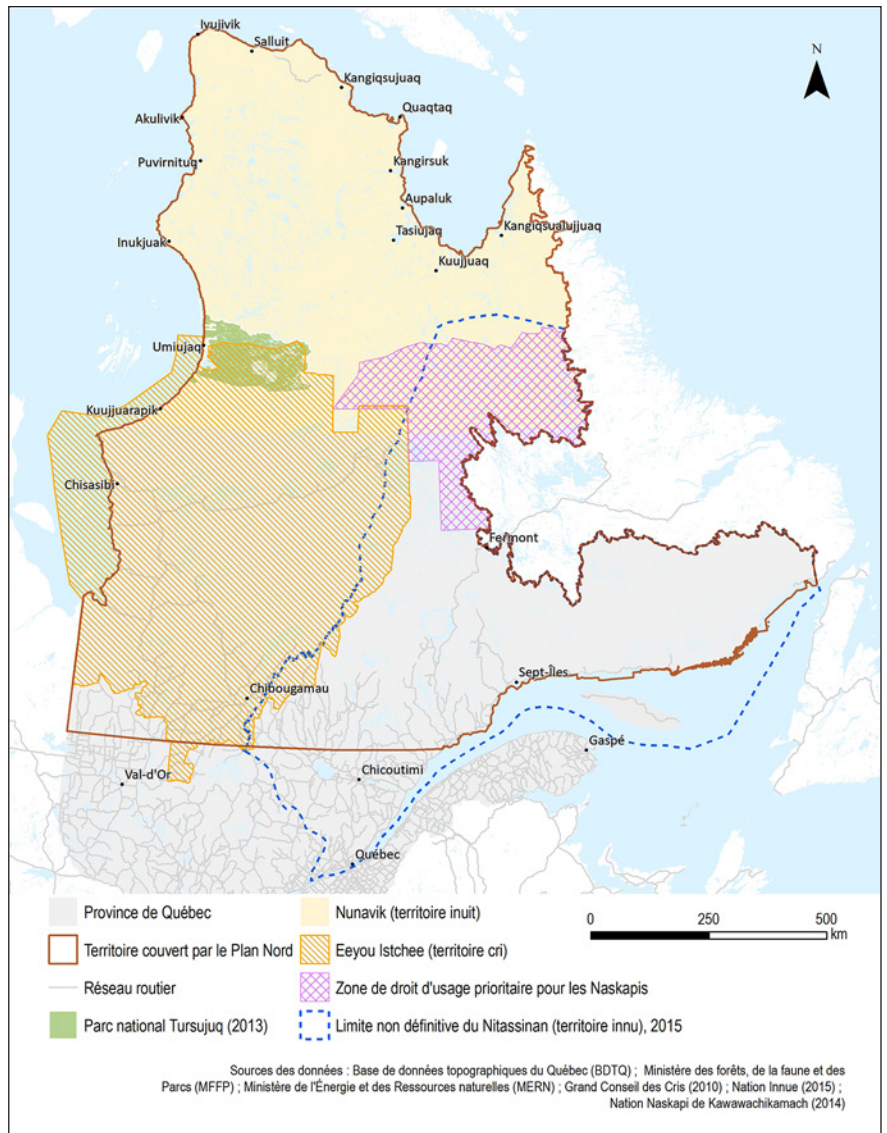 Ivujivik
Salluit
N
Kangiqsujuaq
Akulivik
Quaqtaq
Puvirnituq
Kangirsuk
Aupaluk
Inukjuak
Tasiujaq
Kangiqsualujjuaq
Kuujjuaq
Umiujaq
Kuujjuarapik
Chisasibi
Fermont
Sept-Îles
Chibougamau
Gaspé
Val-d'Or
Chicoutimi
Québec
Province de Québec
Nunavik (territoire inuit)
0 250 500
km
Territoire couvert par le Plan Nord
Eeyou Istchee (territoire cri)
Réseau routier
Zone de droit d'usage prioritaire pour les Naskapis
Parc national Tursujuq (2013)
Limite non définitive du Nitassinan (territoire innu), 2015
Sources des données : Base de données topographiques du Québec (BDTQ) ; Ministère des forêts, de la faune et des
Parcs (MFFP) ; Ministère de l'Énergie et des Ressources naturelles (MERN) ; Grand Conseil des Cris (2010) ; Nation Innue (2015) ;
Nation Naskapi de Kawawachikamach (2014)